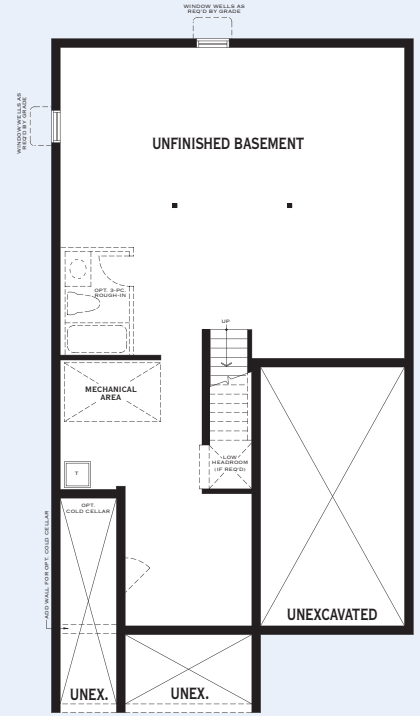 WINDOW WELLS AS
REQ'D BY GRADE
WINDOW WELLS AS
REQ'D BY GRADE
UNFINISHED BASEMENT
OPT. 3-PC.
ROUGH-IN
UP
MECHANICAL
AREA
LOW
HEADROOM
(IF REQ'D)
T
OPT.
COLD CELLAR
ADD WALL FOR OPT. COLD CELLAR
UNEXCAVATED
UNEX.
UNEX.